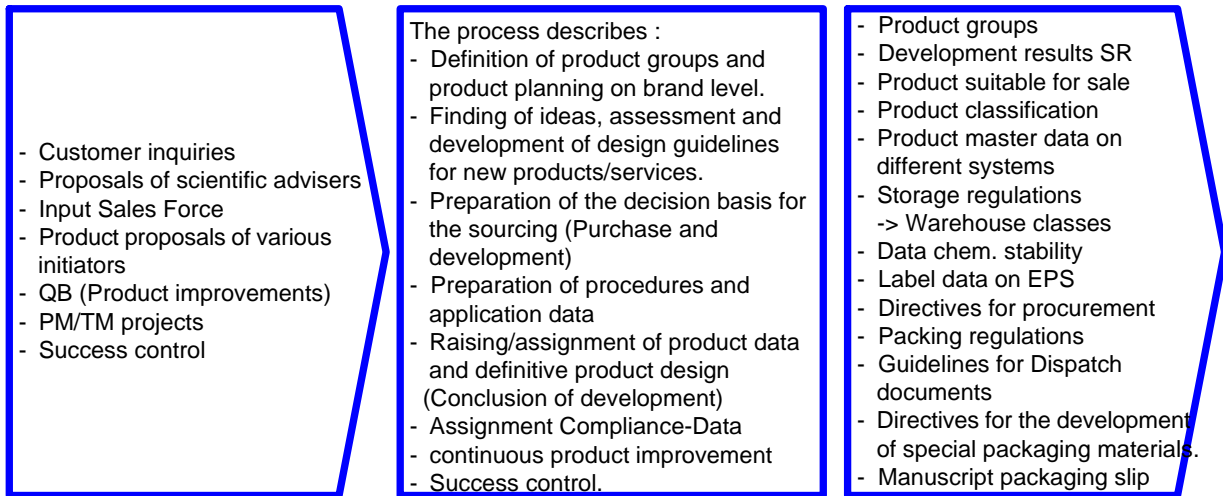 - Customer inquiries
- Proposals of scientific advisers
- Input Sales Force
- Product proposals of various
initiators
- QB (Product improvements)
- PM/TM projects
- Success control
The process describes :
- Definition of product groups and
product planning on brand level.
- Finding of ideas, assessment and
development of design guidelines
for new products/services.
- Preparation of the decision basis for
the sourcing (Purchase and
development)
- Preparation of procedures and
application data
- Raising/assignment of product data
and definitive product design
(Conclusion of development)
- Assignment Compliance-Data
- continuous product improvement
- Success control.
- Product groups
- Development results SR
- Product suitable for sale
- Product classification
- Product master data on
different systems
- Storage regulations
-> Warehouse classes
- Data chem. stability
- Label data on EPS
- Directives for procurement
- Packing regulations
- Guidelines for Dispatch
documents
- Directives for the development
of special packaging materials.
- Manuscript packaging slip